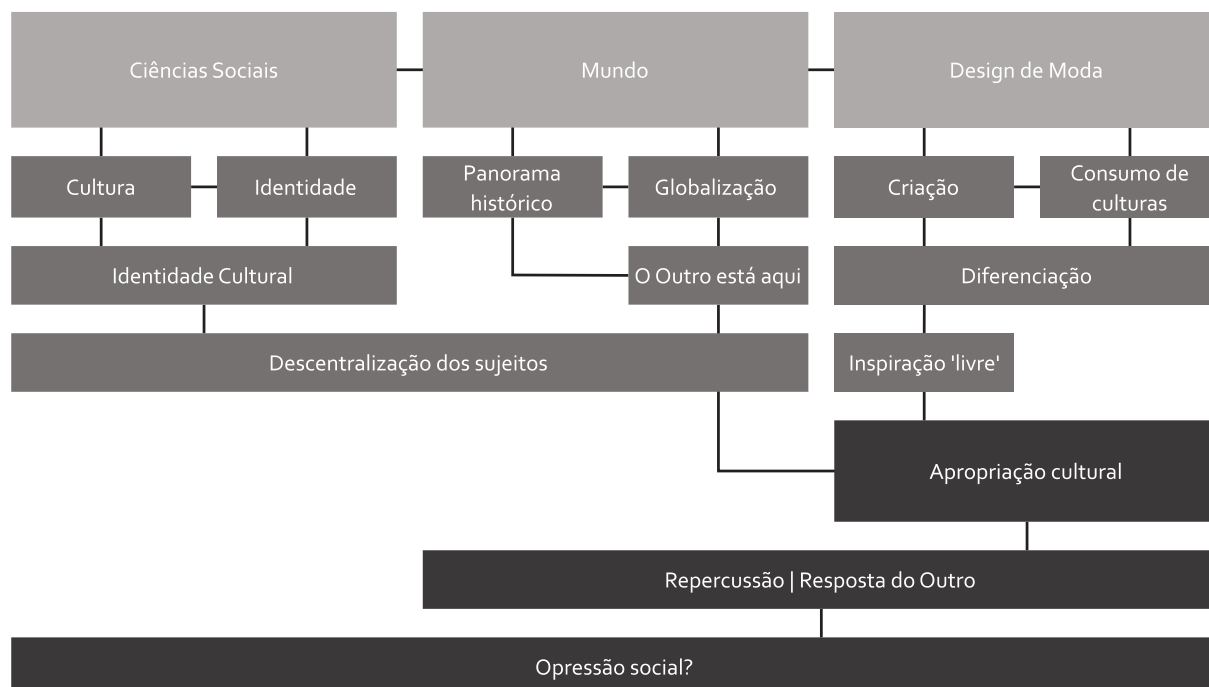 Ciências Sociais
Mundo
Design de Moda
Cultura
Identidade
Panorama
histórico
Globalização
Criação
Consumo de
culturas
Identidade Cultural
O Outro está aqui
Diferenciação
Descentralização dos sujeitos
Inspiração 'livre'
Apropriação cultural
Repercussão | Resposta do Outro
Opressão social?